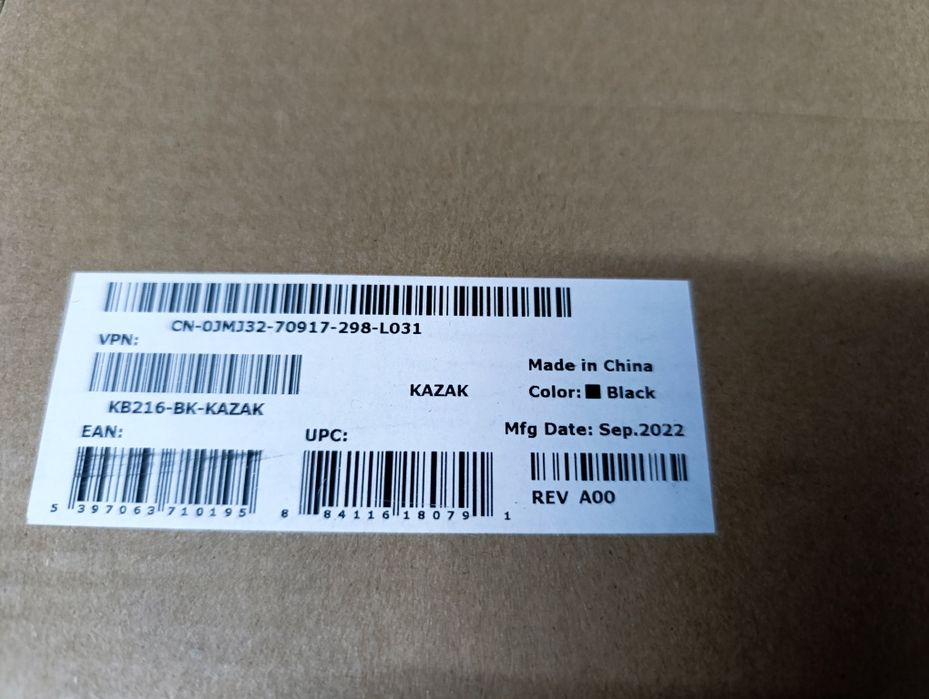 CN-0JMJ32-70917-298-L031
VPN:
KB216-BK-KAZAK
KAZAK
Made in China
Color: Black
EAN:
5 397063 710195
UPC:
8 84116 18079 1
Mfg Date: Sep.2022
REV A00